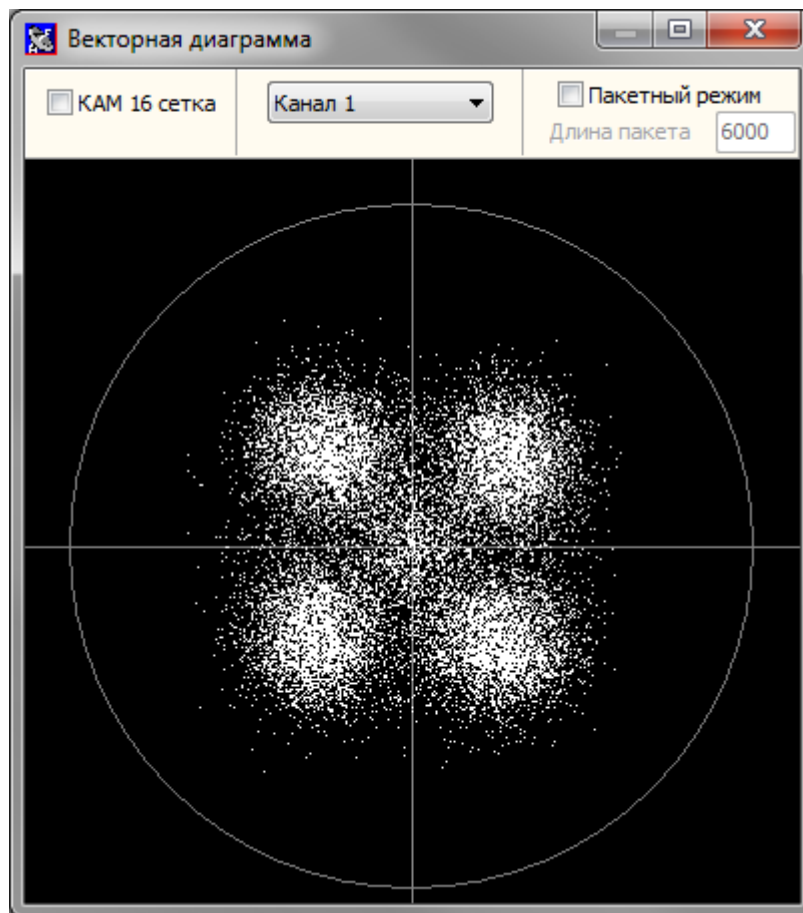 Векторная диаграмма
КАМ 16 сетка
Канал 1
Пакетный режим
Длина пакета 6000